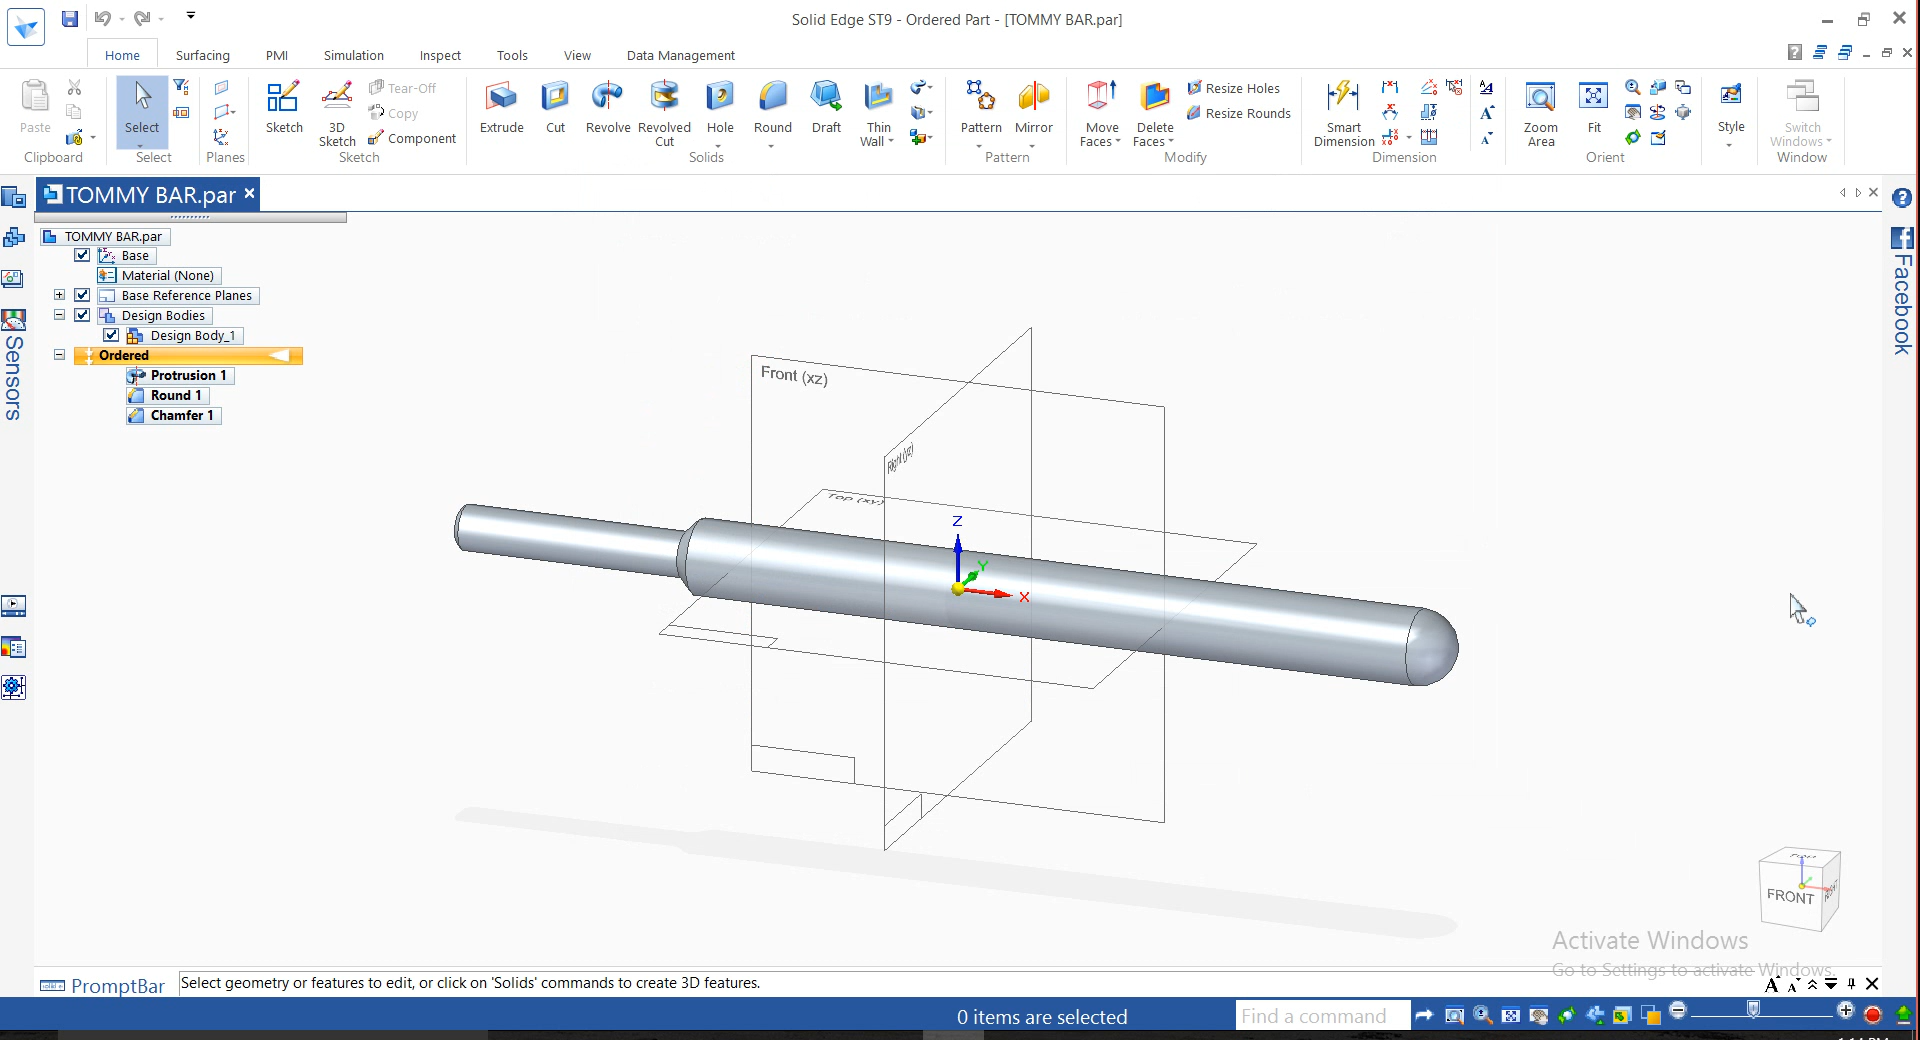 Solid Edge ST9 - Ordered Part - [TOMMY BAR.par]
Home Surfacing PMI Simulation Inspect Tools View Data Management
Paste
Clipboard
Select
Select
Planes
Sketch
3D Sketch
Tear-Off
Copy
Component
Sketch
Extrude
Cut
Revolve
Revolved Cut
Hole
Round
Draft
Thin Wall
Solids
Pattern
Mirror
Pattern
Move Faces
Delete Faces
Resize Holes
Resize Rounds
Modify
Smart Dimension
Dimension
Zoom Area
Fit
Orient
Style
Switch Windows
Window
TOMMY BAR.par
TOMMY BAR.par
Base
Material (None)
Base Reference Planes
Design Bodies
Design Body_1
Ordered
Protrusion 1
Round 1
Chamfer 1
Sensors
Facebook
Front (xz)
Right (yz)
Top (xy)
Z
Y
X
FRONT
RIGHT
Activate Windows
Go to Settings to activate Windows.
PromptBar
Select geometry or features to edit, or click on 'Solids' commands to create 3D features.
0 items are selected
Find a command